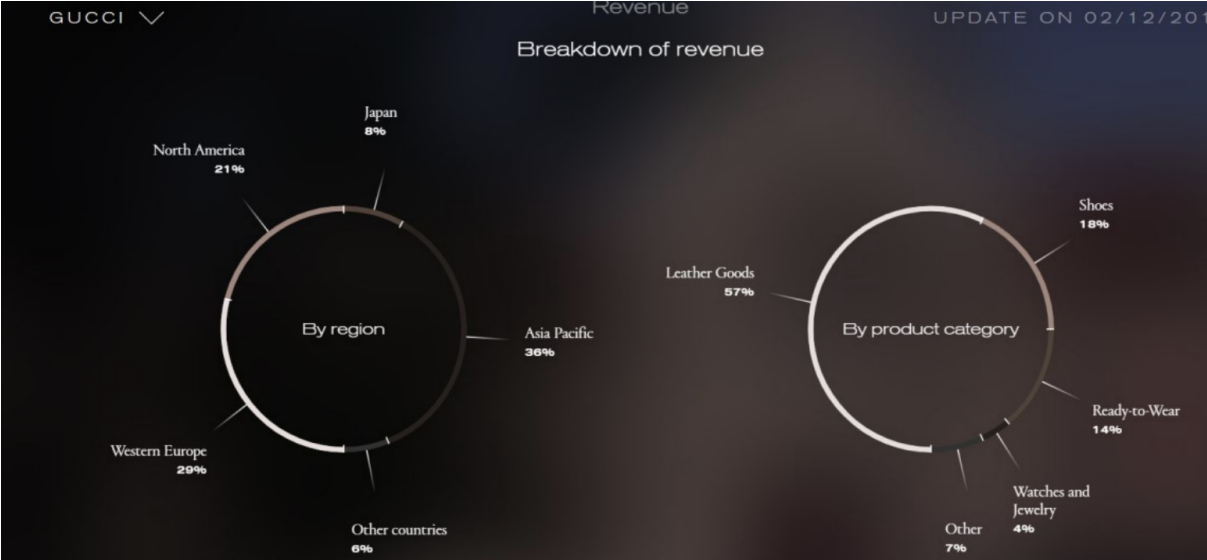 Revenue
GUCCI
UPDATE ON 02/12/201
Breakdown of revenue
Japan
8%
North America
21%
Asia Pacific
36%
By region
Western Europe
29%
Other countries
6%
Shoes
18%
Leather Goods
57%
By product category
Ready-to-Wear
14%
Watches and
Jewelry
4%
Other
7%